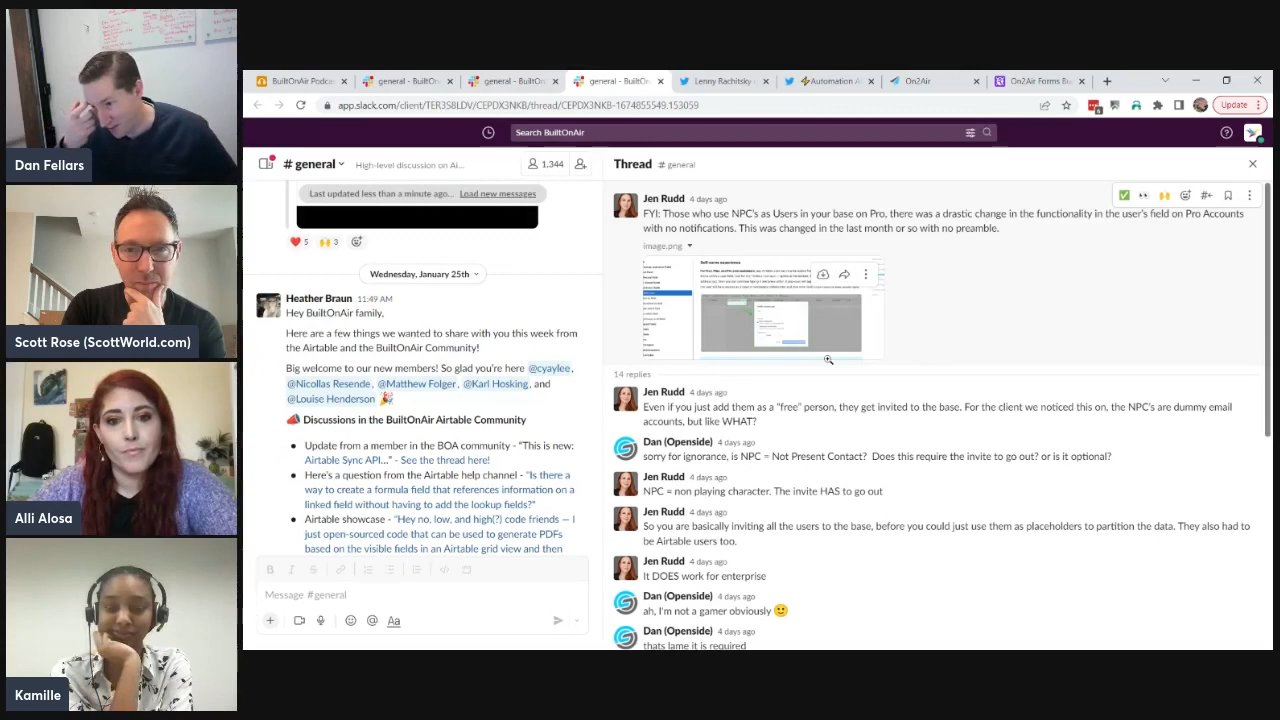 Dan Fellars
Scott Rose (ScottWorld.com)
Alli Alosa
Kamille
BuiltOnAir Podcas
general - BuiltOn
general - BuiltOn
general - BuiltOn
Lenny Rachitsky
Automation A
On2Air
On2Air Forms Bu
app.slack.com/client/TER3S8LDV/CEPDX3NKB/thread/CEPDX3NKB-1674855549.153059
Update
Search BuiltOnAir
# general
High-level discussion on Ai...
1,344
Last updated less than a minute ago... Load new messages
5
3
Wednesday, January 25th
Heather Braun 11:49 AM
Hey BuiltOnAir family,
Here are a few things we wanted to share with you this week from
the Airtable and the BuiltOnAir Community!
Big welcome to our new members! So glad you're here @cyaylee,
@Nicollas Resende, @Matthew Folger, @Karl Hosking, and
@Louise Henderson
Discussions in the BuiltOnAir Airtable Community
• Update from a member in the BOA community - "This is new:
Airtable Sync API..." - See the thread here!
• Here's a question from the Airtable help channel - "Is there a
way to create a formula field that references information on a
linked field without having to add the lookup fields?"
• Airtable showcase - "Hey no, low, and high(?) code friends — I
just open-sourced code that can be used to generate PDFs
based on the visible fields in an Airtable grid view and then
Message #general
Aa
Thread # general
Jen Rudd 4 days ago
FYI: Those who use NPC's as Users in your base on Pro, there was a drastic change in the functionality in the user's field on Pro Accounts
with no notifications. This was changed in the last month or so with no preamble.
image.png
14 replies
Jen Rudd 4 days ago
Even if you just add them as a "free" person, they get invited to the base. For the client we noticed this on, the NPC's are dummy email
accounts, but like WHAT?
Dan (Openside) 4 days ago
sorry for ignorance, is NPC = Not Present Contact? Does this require the invite to go out? or is it optional?
Jen Rudd 4 days ago
NPC = non playing character. The invite HAS to go out
Jen Rudd 4 days ago
So you are basically inviting all the users to the base, before you could just use them as placeholders to partition the data. They also had to
be Airtable users too.
Jen Rudd 4 days ago
It DOES work for enterprise
Dan (Openside) 4 days ago
ah, I'm not a gamer obviously
Dan (Openside) 4 days ago
thats lame it is required